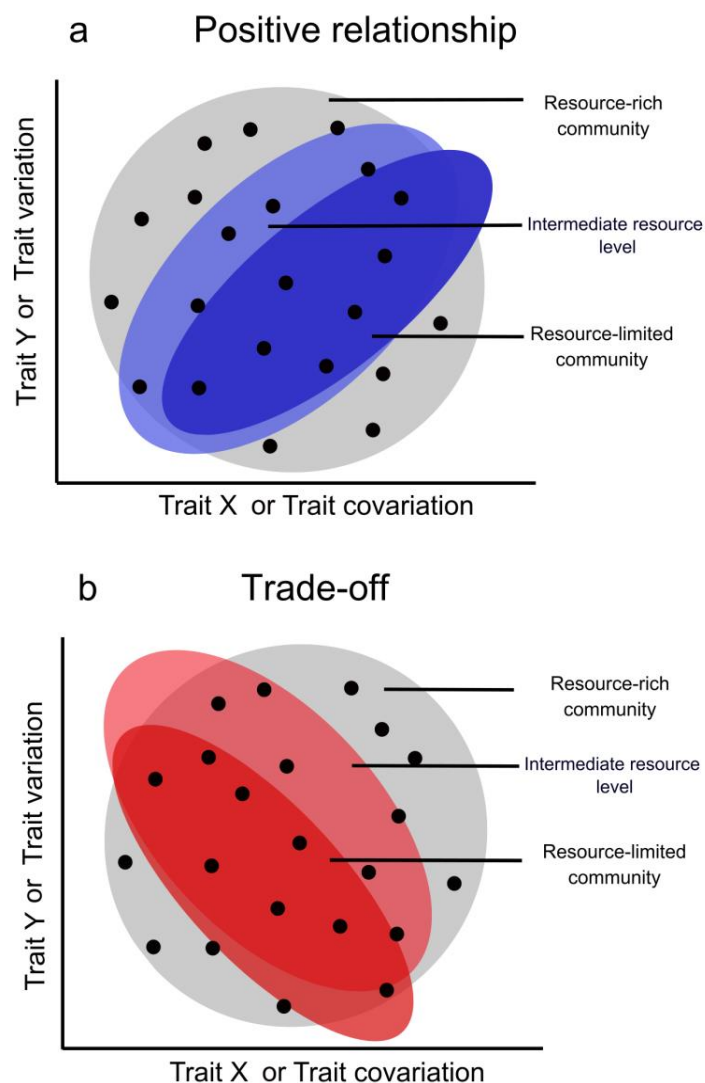 a Positive relationship
Resource-rich
community
Intermediate resource
level
Resource-limited
community
Trait Y or Trait variation
Trait X or Trait covariation
b Trade-off
Resource-rich
community
Intermediate resource
level
Resource-limited
community
Trait Y or Trait variation
Trait X or Trait covariation